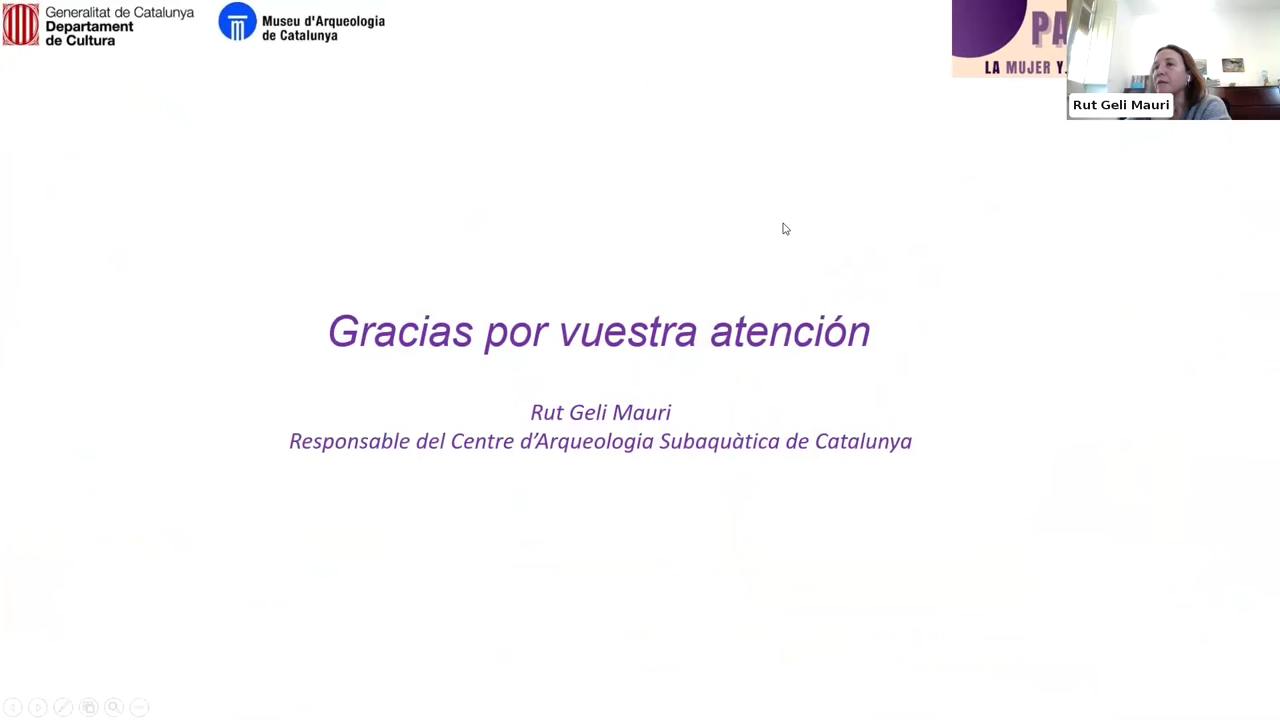 Generalitat de Catalunya
Departament
de Cultura
Museu d'Arqueologia
de Catalunya
PA
LA MUJER Y
Rut Geli Mauri
Gracias por vuestra atención
Rut Geli Mauri
Responsable del Centre d’Arqueologia Subaquàtica de Catalunya